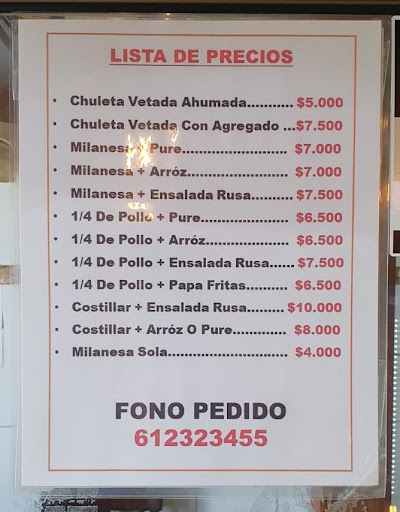 LISTA DE PRECIOS
• Chuleta Vetada Ahumada........... $5.000
• Chuleta Vetada Con Agregado ...$7.500
• Milanesa + Pure......................... $7.000
• Milanesa + Arróz........................ $7.000
• Milanesa + Ensalada Rusa.......... $7.500
• 1/4 De Pollo + Pure..................... $6.500
• 1/4 De Pollo + Arróz.................... $6.500
• 1/4 De Pollo + Ensalada Rusa...... $7.500
• 1/4 De Pollo + Papa Fritas.......... $6.500
• Costillar + Ensalada Rusa......... $10.000
• Costillar + Arróz O Pure............. $8.000
• Milanesa Sola............................ $4.000
FONO PEDIDO
612323455